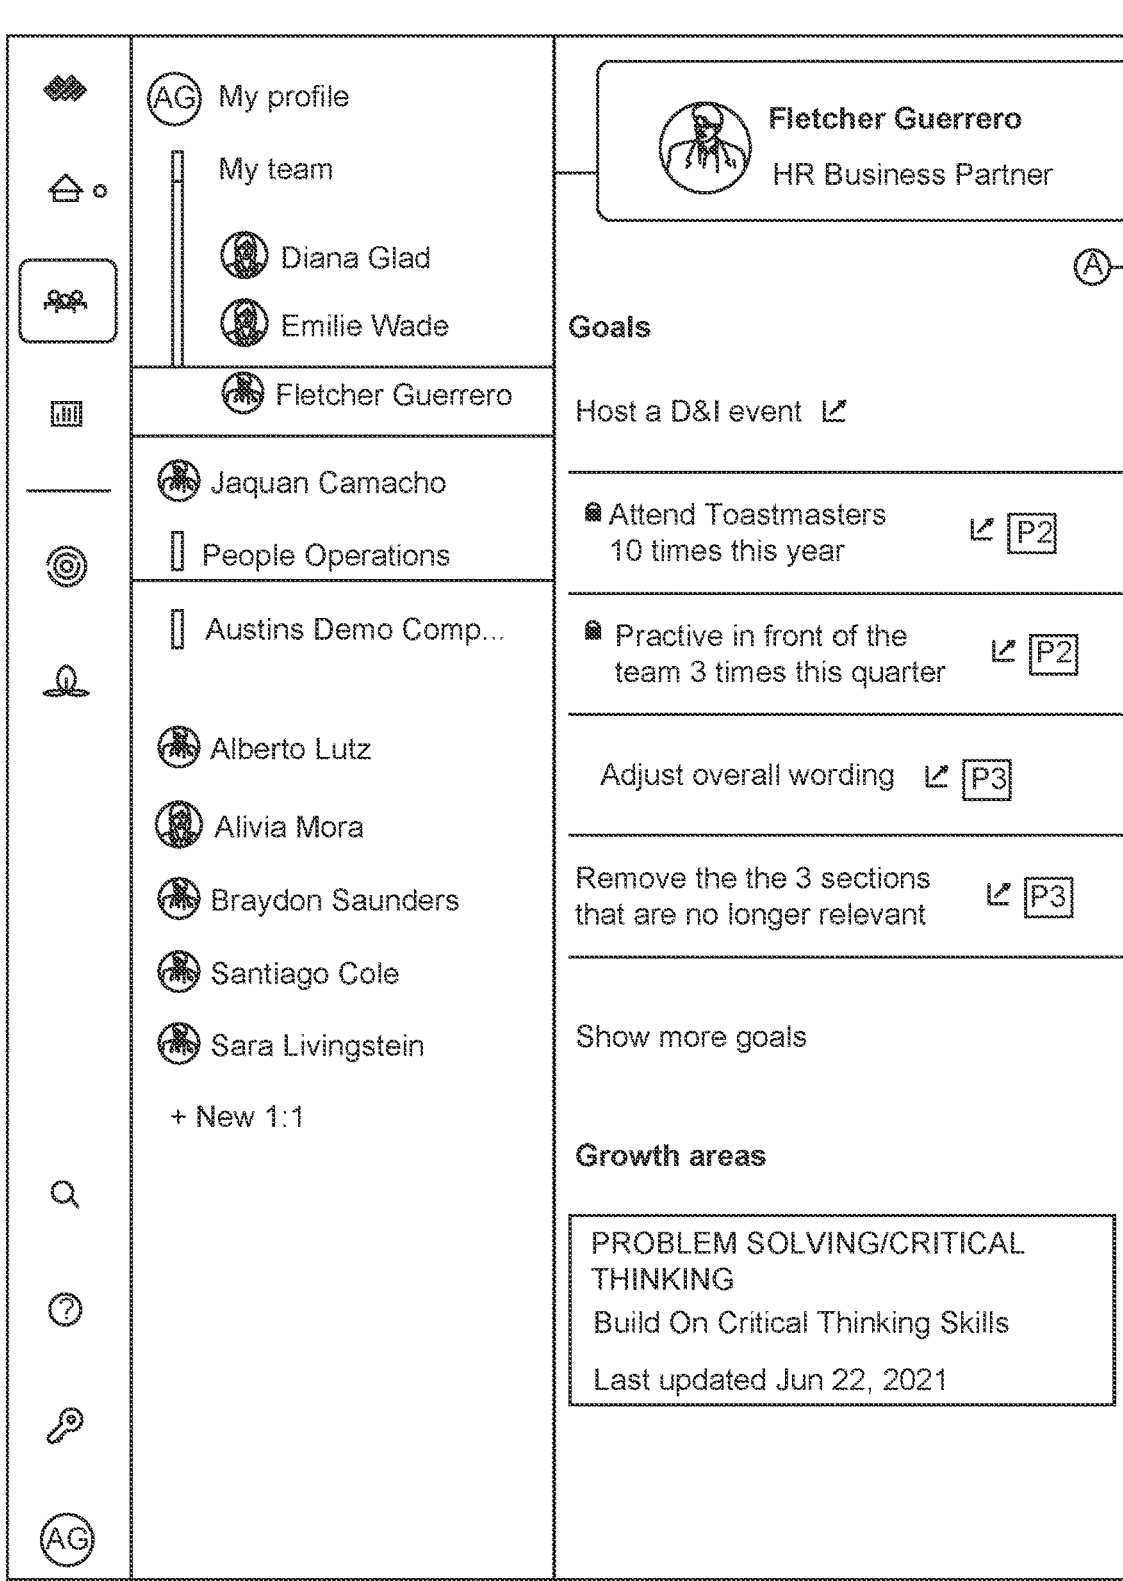 AG My profile
My team
Diana Glad
Emilie Wade
Fletcher Guerrero
Jaquan Camacho
People Operations
Austins Demo Comp...
Alberto Lutz
Alivia Mora
Braydon Saunders
Santiago Cole
Sara Livingstein
+ New 1:1
?
AG
Fletcher Guerrero
HR Business Partner
A
Goals
Host a D&I event
Attend Toastmasters
10 times this year P2
Practive in front of the
team 3 times this quarter P2
Adjust overall wording P3
Remove the the 3 sections
that are no longer relevant P3
Show more goals
Growth areas
PROBLEM SOLVING/CRITICAL
THINKING
Build On Critical Thinking Skills
Last updated Jun 22, 2021